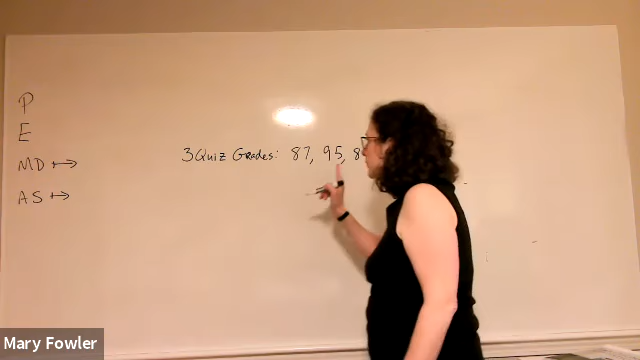 P
E
MD ↦
AS ↦
3 Quiz Grades: 87, 95, 8
Mary Fowler